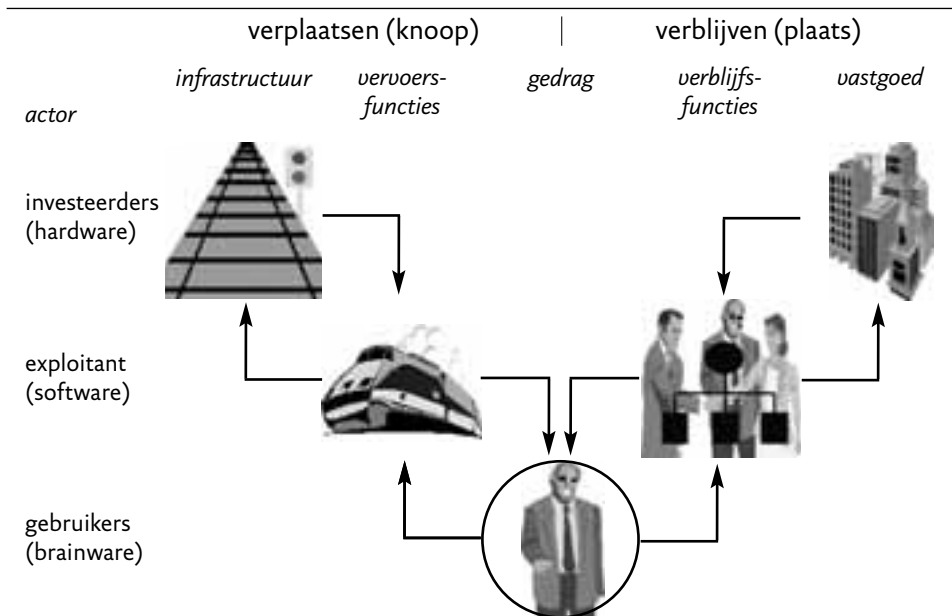 verplaatsen (knoop) | verblijven (plaats)
infrastructuur vervoers- gedrag verblijfs- vastgoed
functies functies
actor
investeerders
(hardware)
exploitant
(software)
gebruikers
(brainware)